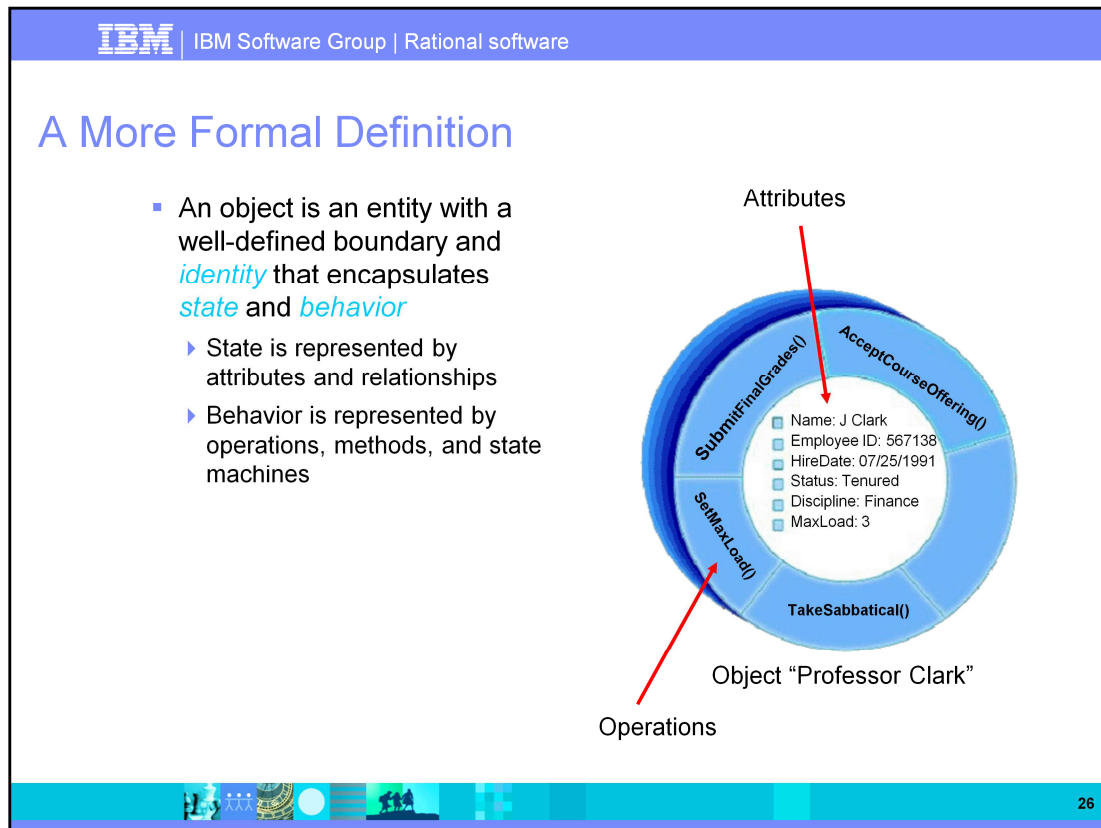 IBM | IBM Software Group | Rational software
A More Formal Definition
An object is an entity with a
well-defined boundary and
identity that encapsulates
state and behavior
State is represented by
attributes and relationships
Behavior is represented by
operations, methods, and state
machines
Attributes
SubmitFinalGrades()
AcceptCourseOffering()
Name: J Clark
Employee ID: 567138
HireDate: 07/25/1991
Status: Tenured
Discipline: Finance
MaxLoad: 3
SetMaxLoad()
TakeSabbatical()
Object “Professor Clark”
Operations
26